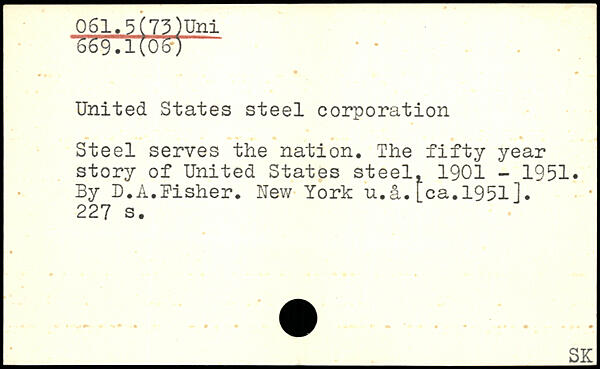 061.5(73)Uni
669.1(06)
United States steel corporation
Steel serves the nation. The fifty year
story of United States steel, 1901 - 1951.
By D.A.Fisher. New York u.å.[ca.1951].
227 s.
SK